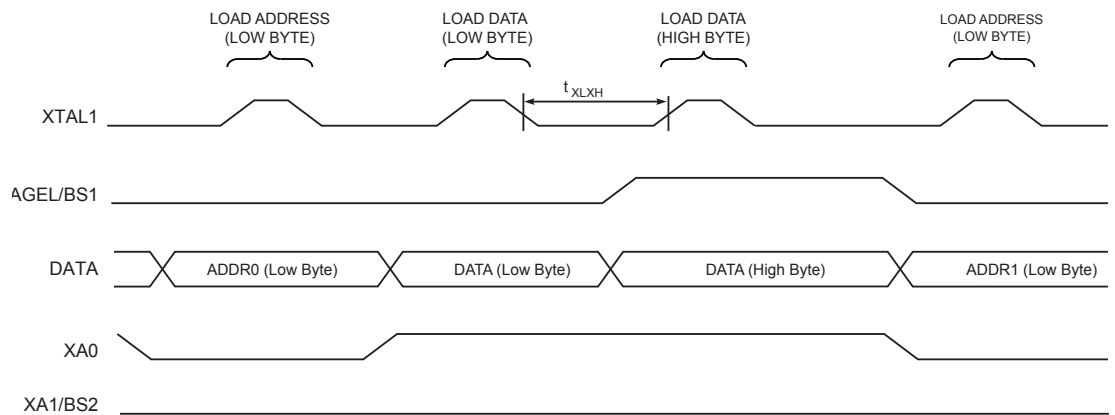 LOAD ADDRESS
(LOW BYTE)
LOAD DATA
(LOW BYTE)
LOAD DATA
(HIGH BYTE)
LOAD ADDRESS
(LOW BYTE)
t XLXH
XTAL1
AGEL/BS1
DATA
ADDR0 (Low Byte)
DATA (Low Byte)
DATA (High Byte)
ADDR1 (Low Byte)
XA0
XA1/BS2